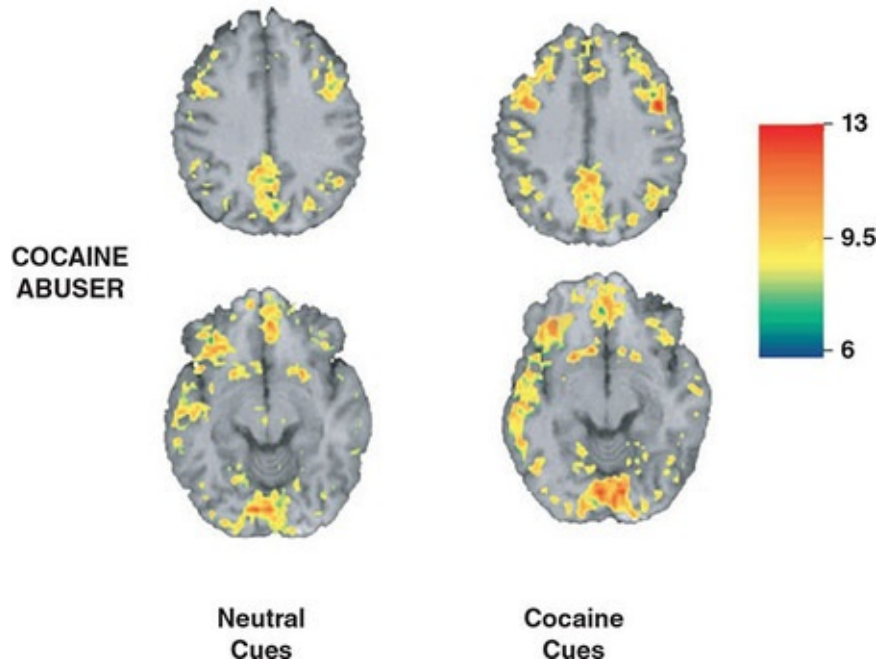 13
9.5
6
COCAINE
ABUSER
Neutral
Cues
Cocaine
Cues